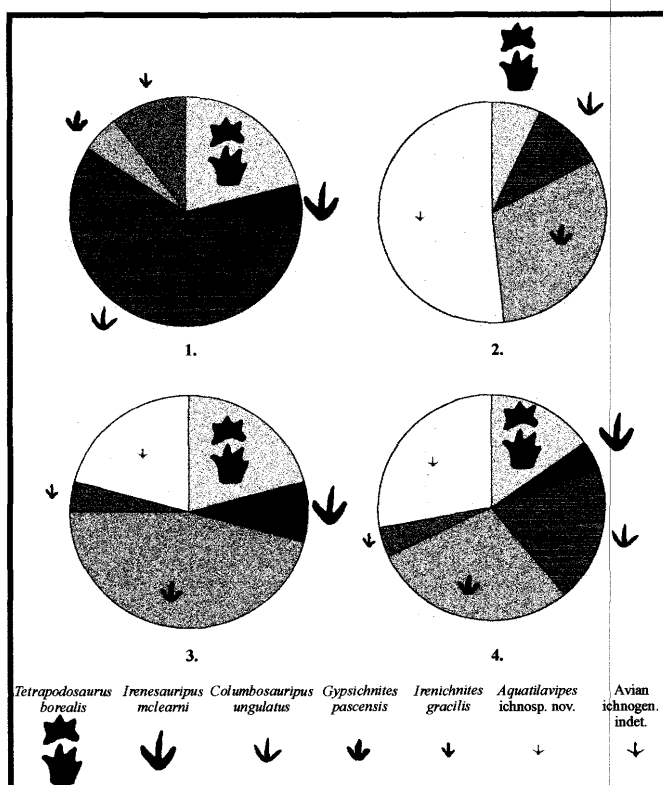 1.
2.
3.
4.
Tetrapodosaurus borealis
Irenesauripus mclearni
Columbosauripus ungulatus
Gypsichnites pascensis
Irenichnites gracilis
Aquatilavipes ichnosp. nov.
Avian ichnogen. indet.